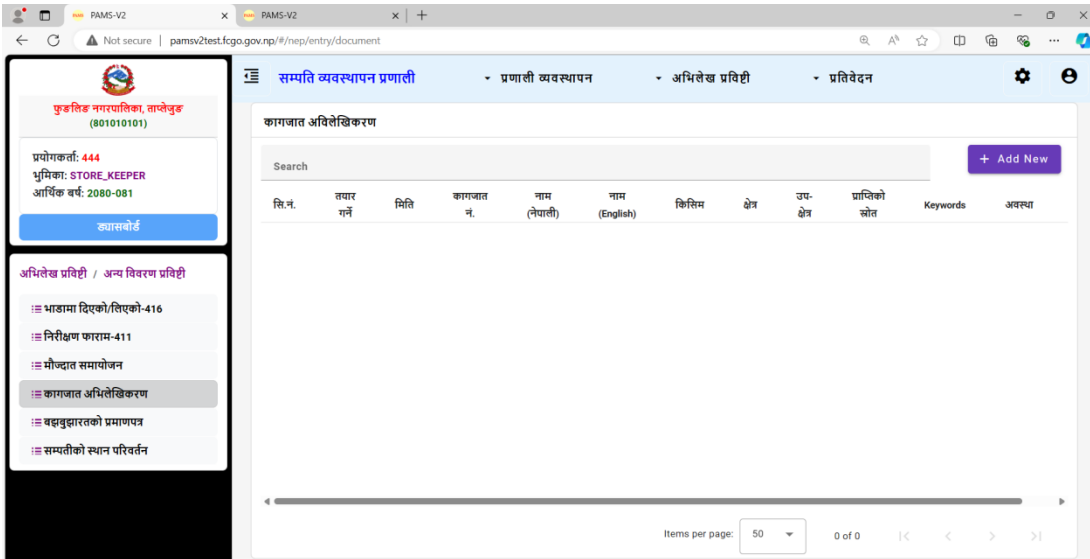 PAMS-V2
PAMS-V2
Not secure
pamsv2test.fcgo.gov.np/#/nep/entry/document
सम्पति व्यवस्थापन प्रणाली
प्रणाली व्यवस्थापन
अभिलेख प्रविष्टी
प्रतिवेदन
फुङलिङ नगरपालिका, ताप्लेजुङ
(801010101)
प्रयोगकर्ता: 444
भुमिका: STORE_KEEPER
आर्थिक बर्ष: 2080-081
ड्यासबोर्ड
अभिलेख प्रविष्टी / अन्य विवरण प्रविष्टी
भाडामा दिएको/लिएको-416
निरीक्षण फाराम-411
मौज्दात समायोजन
कागजात अभिलेखिकरण
बझबुझारतको प्रमाणपत्र
सम्पतीको स्थान परिवर्तन
कागजात अविलेखिकरण
Search
+ Add New
सि.नं.
तयार
गर्ने
मिति
कागजात
नं.
नाम
(नेपाली)
नाम
(English)
किसिम
क्षेत्र
उप-
क्षेत्र
प्राप्तिको
स्रोत
Keywords
अवस्था
Items per page:
50
0 of 0